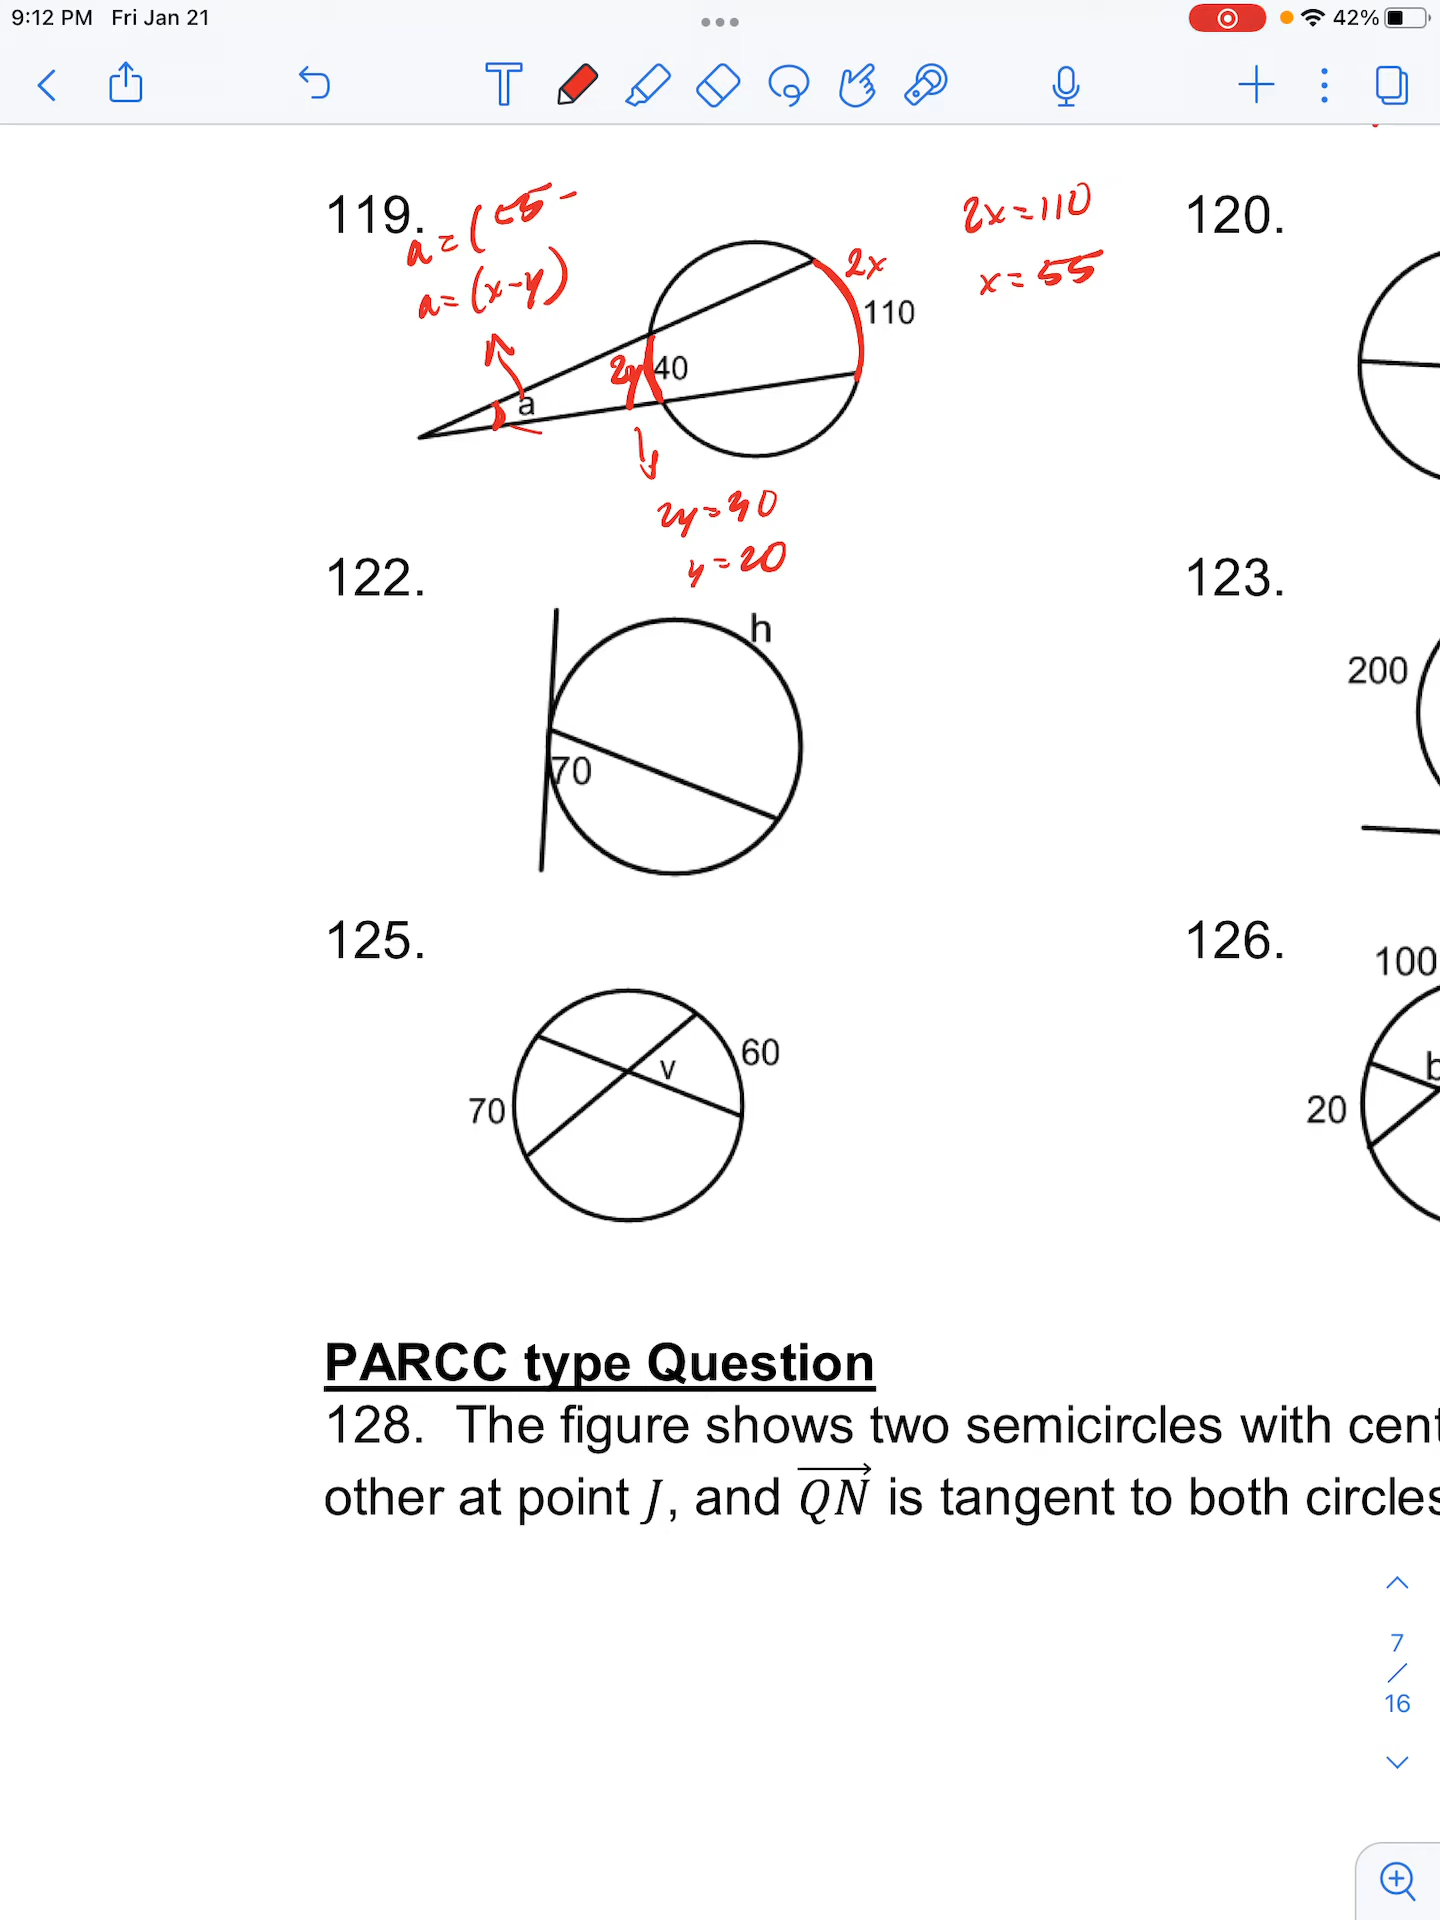 9:12 PM Fri Jan 21
42%
119.
a=(55-
a=(x-y)
2x=110
x=55
120.
2x
110
2y
40
a
2y=40
y=20
122.
h
70
123.
200
125.
60
v
70
126.
100
b
20
PARCC type Question
128. The figure shows two semicircles with cent
other at point J, and QN is tangent to both circles
7
/
16